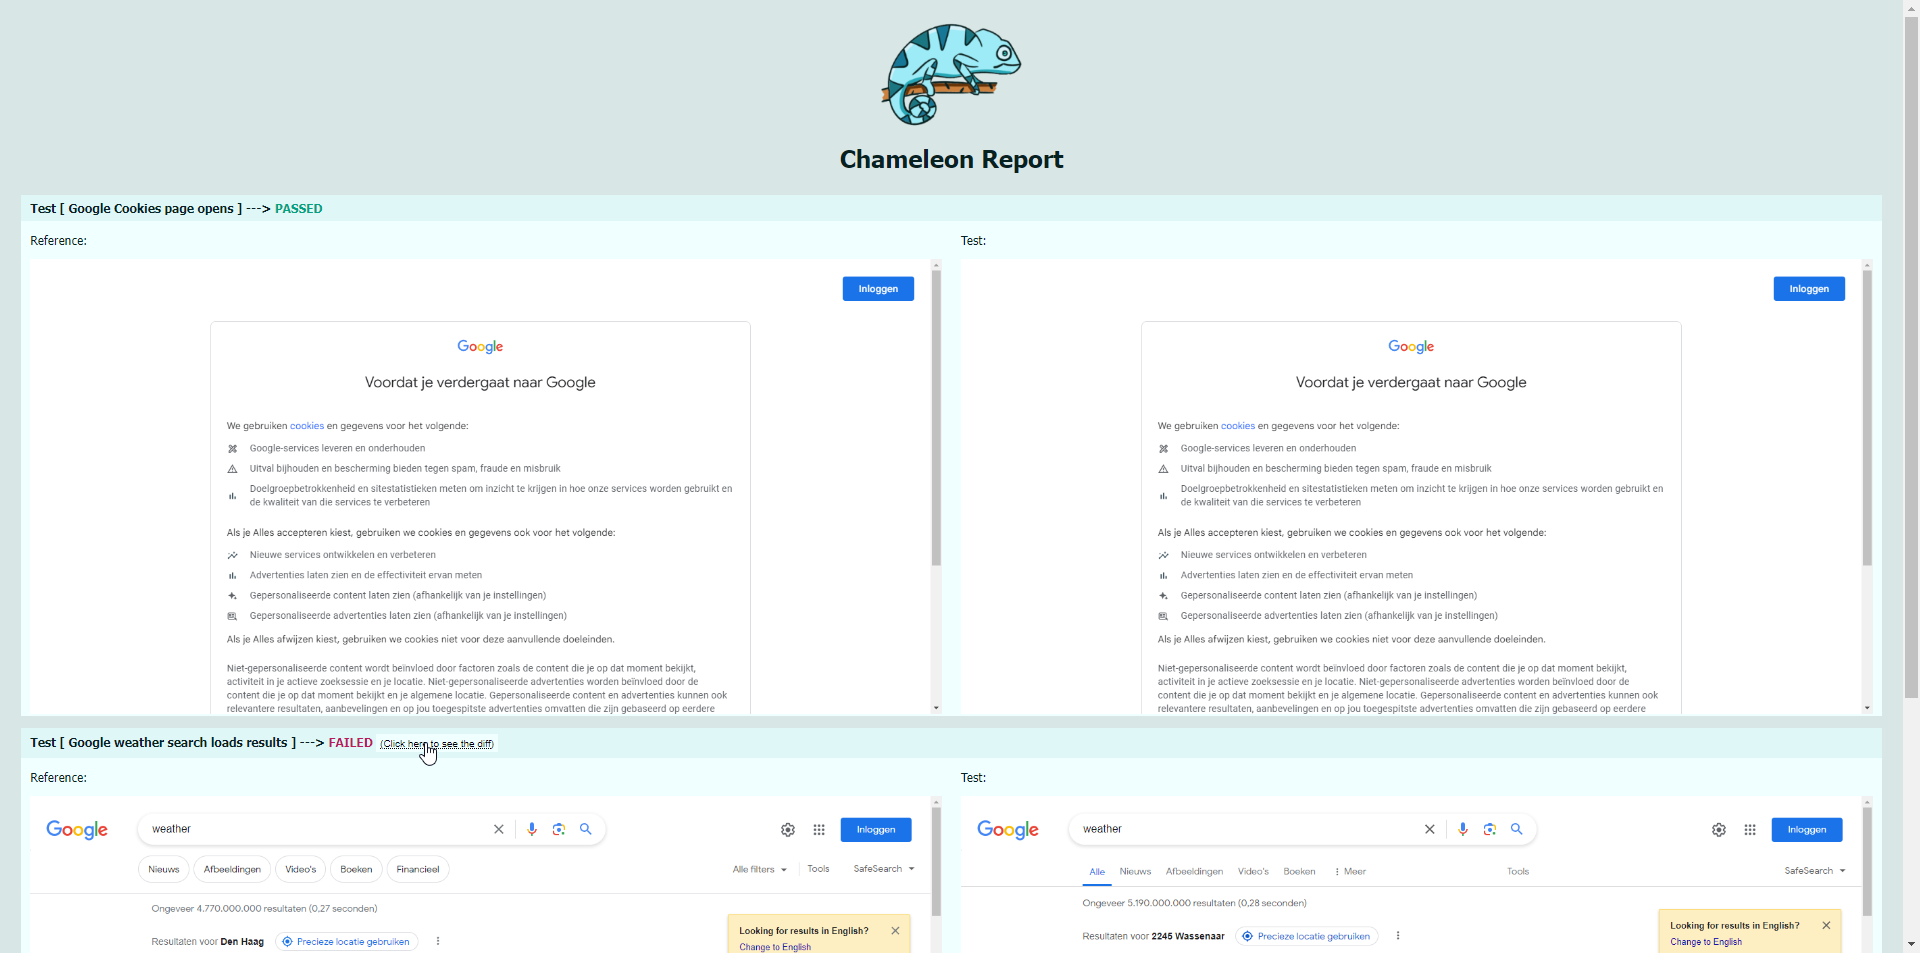 Chameleon Report
Test [ Google Cookies page opens ] ---> PASSED
Reference:
Inloggen
Google
Voordat je verdergaat naar Google
We gebruiken cookies en gegevens voor het volgende:
Google-services leveren en onderhouden
Uitval bijhouden en bescherming bieden tegen spam, fraude en misbruik
Doelgroepbetrokkenheid en sitestatistieken meten om inzicht te krijgen in hoe onze services worden gebruikt en
de kwaliteit van die services te verbeteren
Als je Alles accepteren kiest, gebruiken we cookies en gegevens ook voor het volgende:
Nieuwe services ontwikkelen en verbeteren
Advertenties laten zien en de effectiviteit ervan meten
Gepersonaliseerde content laten zien (afhankelijk van je instellingen)
Gepersonaliseerde advertenties laten zien (afhankelijk van je instellingen)
Als je Alles afwijzen kiest, gebruiken we cookies niet voor deze aanvullende doeleinden.
Niet-gepersonaliseerde content wordt beïnvloed door factoren zoals de content die je op dat moment bekijkt,
activiteit in je actieve zoeksessie en je locatie. Niet-gepersonaliseerde advertenties worden beïnvloed door de
content die je op dat moment bekijkt en je algemene locatie. Gepersonaliseerde content en advertenties kunnen ook
relevantere resultaten, aanbevelingen en op jou toegespitste advertenties omvatten die zijn gebaseerd op eerdere
Test:
Inloggen
Google
Voordat je verdergaat naar Google
We gebruiken cookies en gegevens voor het volgende:
Google-services leveren en onderhouden
Uitval bijhouden en bescherming bieden tegen spam, fraude en misbruik
Doelgroepbetrokkenheid en sitestatistieken meten om inzicht te krijgen in hoe onze services worden gebruikt en
de kwaliteit van die services te verbeteren
Als je Alles accepteren kiest, gebruiken we cookies en gegevens ook voor het volgende:
Nieuwe services ontwikkelen en verbeteren
Advertenties laten zien en de effectiviteit ervan meten
Gepersonaliseerde content laten zien (afhankelijk van je instellingen)
Gepersonaliseerde advertenties laten zien (afhankelijk van je instellingen)
Als je Alles afwijzen kiest, gebruiken we cookies niet voor deze aanvullende doeleinden.
Niet-gepersonaliseerde content wordt beïnvloed door factoren zoals de content die je op dat moment bekijkt,
activiteit in je actieve zoeksessie en je locatie. Niet-gepersonaliseerde advertenties worden beïnvloed door de
content die je op dat moment bekijkt en je algemene locatie. Gepersonaliseerde content en advertenties kunnen ook
relevantere resultaten, aanbevelingen en op jou toegespitste advertenties omvatten die zijn gebaseerd op eerdere
Test [ Google weather search loads results ] ---> FAILED (Click here to see the diff)
Reference:
Google weather Inloggen
Nieuws Afbeeldingen Video's Boeken Financieel Alle filters Tools SafeSearch
Ongeveer 4.770.000.000 resultaten (0,27 seconden)
Looking for results in English?
Resultaten voor Den Haag Precieze locatie gebruiken
Change to English
Test:
Google weather Inloggen
Alle Nieuws Afbeeldingen Video's Boeken Meer Tools SafeSearch
Ongeveer 5.190.000.000 resultaten (0,28 seconden)
Looking for results in English?
Resultaten voor 2245 Wassenaar Precieze locatie gebruiken
Change to English